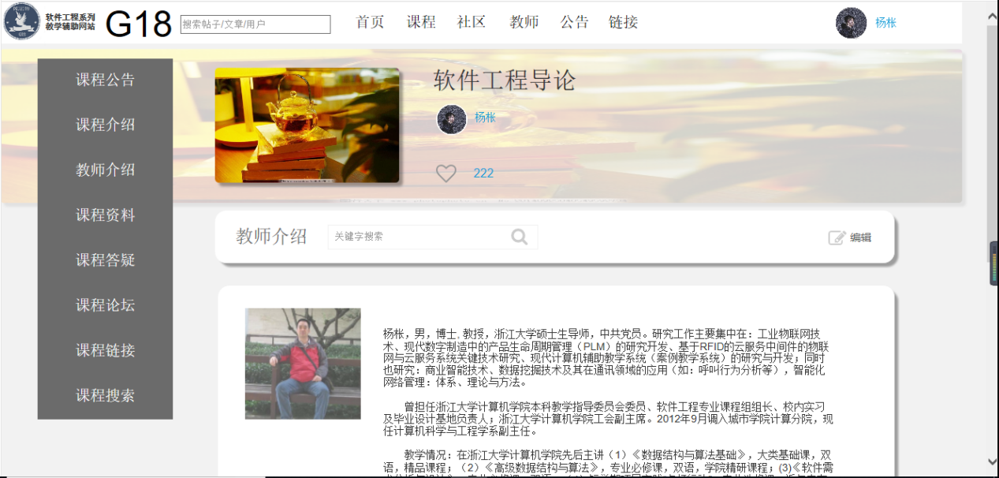 软件工程系列
教学辅助网站
G18
搜索帖子/文章/用户
首页 课程 社区 教师 公告 链接
杨枨
课程公告
课程介绍
教师介绍
课程资料
课程答疑
课程论坛
课程链接
课程搜索
软件工程导论
杨枨
222
教师介绍
关键字搜索
编辑
杨枨，男，博士, 教授，浙江大学硕士生导师，中共党员。研究工作主要集中在：工业物联网技
术、现代数字制造中的产品生命周期管理（PLM）的研究开发、基于RFID的云服务中间件的物联
网与云服务系统关键技术研究、现代计算机辅助教学系统（案例教学系统）的研究与开发；同时
也研究：商业智能技术、数据挖掘技术及其在通讯领域的应用（如：呼叫行为分析等），智能化
网络管理：体系、理论与方法。
曾担任浙江大学计算机学院本科教学指导委员会委员、软件工程专业课程组组长、校内实习
及毕业设计基地负责人；浙江大学计算机学院工会副主席。2012年9月调入城市学院计算分院，现
任计算机科学与工程学系副主任。
教学情况：在浙江大学计算机学院先后主讲（1）《数据结构与算法基础》，大类基础课，双
语，精品课程；（2）《高级数据结构与算法》，专业必修课，双语，学院精研课程；(3)《软件需